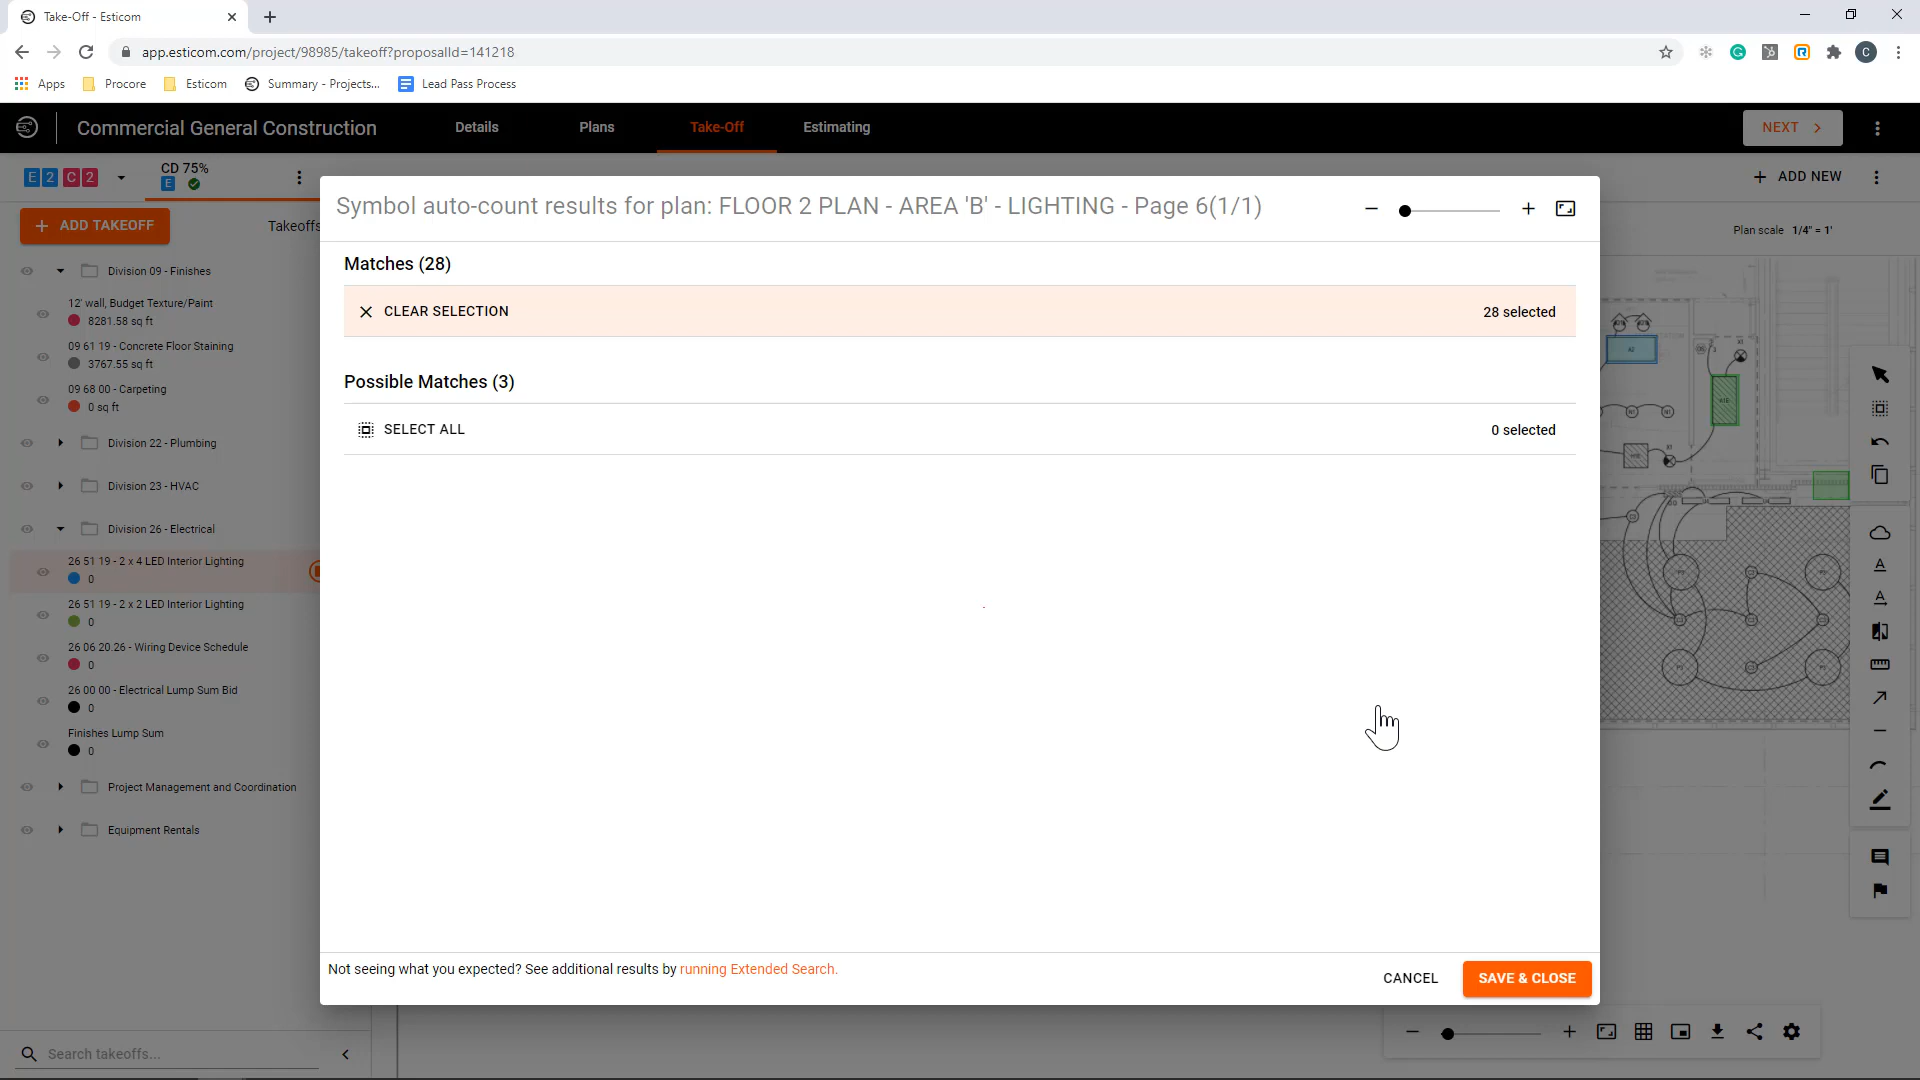 Take-Off - Esticom
app.esticom.com/project/98985/takeoff?proposalId=141218
C
Apps
Procore
Esticom
Summary - Projects...
Lead Pass Process
Commercial General Construction
Details
Plans
Take-Off
Estimating
NEXT
E 2 C 2
CD 75%
E
ADD NEW
ADD TAKEOFF
Takeoffs
Plan scale 1/4" = 1'
Symbol auto-count results for plan: FLOOR 2 PLAN - AREA 'B' - LIGHTING - Page 6(1/1)
Matches (28)
CLEAR SELECTION
28 selected
Possible Matches (3)
SELECT ALL
0 selected
Division 09 - Finishes
12' wall, Budget Texture/Paint
8281.58 sq ft
09 61 19 - Concrete Floor Staining
3767.55 sq ft
09 68 00 - Carpeting
0 sq ft
Division 22 - Plumbing
Division 23 - HVAC
Division 26 - Electrical
26 51 19 - 2 x 4 LED Interior Lighting
0
26 51 19 - 2 x 2 LED Interior Lighting
0
26 06 20.26 - Wiring Device Schedule
0
26 00 00 - Electrical Lump Sum Bid
0
Finishes Lump Sum
0
Project Management and Coordination
Equipment Rentals
Not seeing what you expected? See additional results by running Extended Search.
CANCEL
SAVE & CLOSE
Search takeoffs...